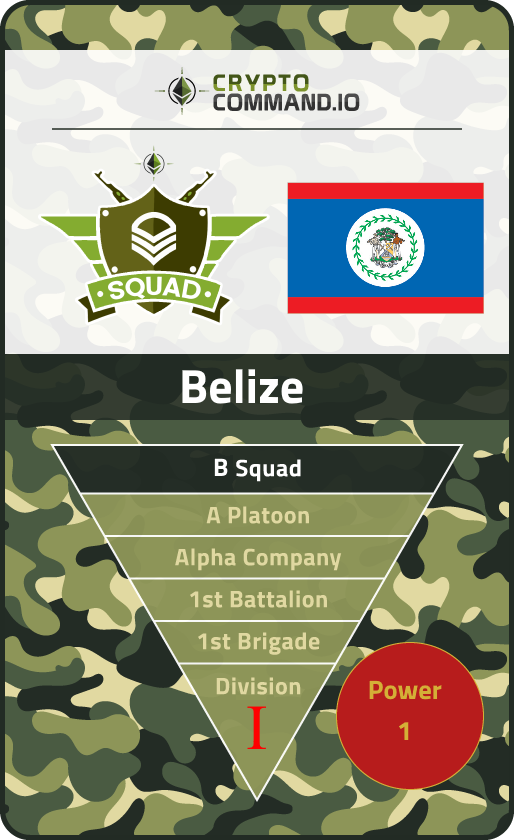 CRYPTO
COMMAND.IO
SQUAD
Belize
B Squad
A Platoon
Alpha Company
1st Battalion
1st Brigade
Division
I
Power
1